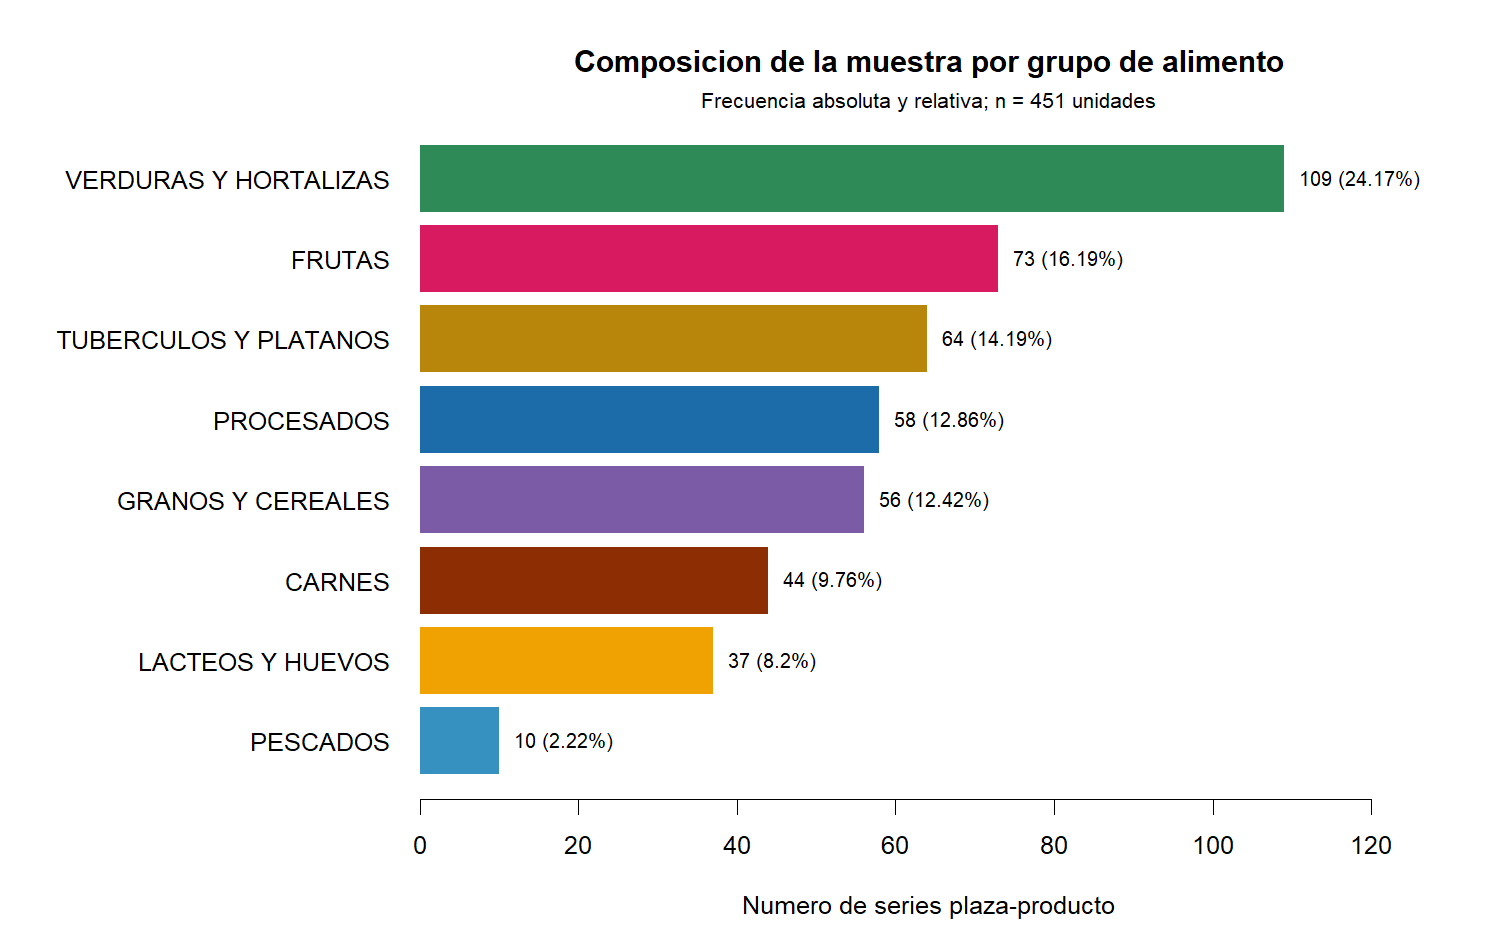 Composicion de la muestra por grupo de alimento
Frecuencia absoluta y relativa; n = 451 unidades
VERDURAS Y HORTALIZAS 109 (24.17%)
FRUTAS 73 (16.19%)
TUBERCULOS Y PLATANOS 64 (14.19%)
PROCESADOS 58 (12.86%)
GRANOS Y CEREALES 56 (12.42%)
CARNES 44 (9.76%)
LACTEOS Y HUEVOS 37 (8.2%)
PESCADOS 10 (2.22%)
0 20 40 60 80 100 120
Numero de series plaza-producto